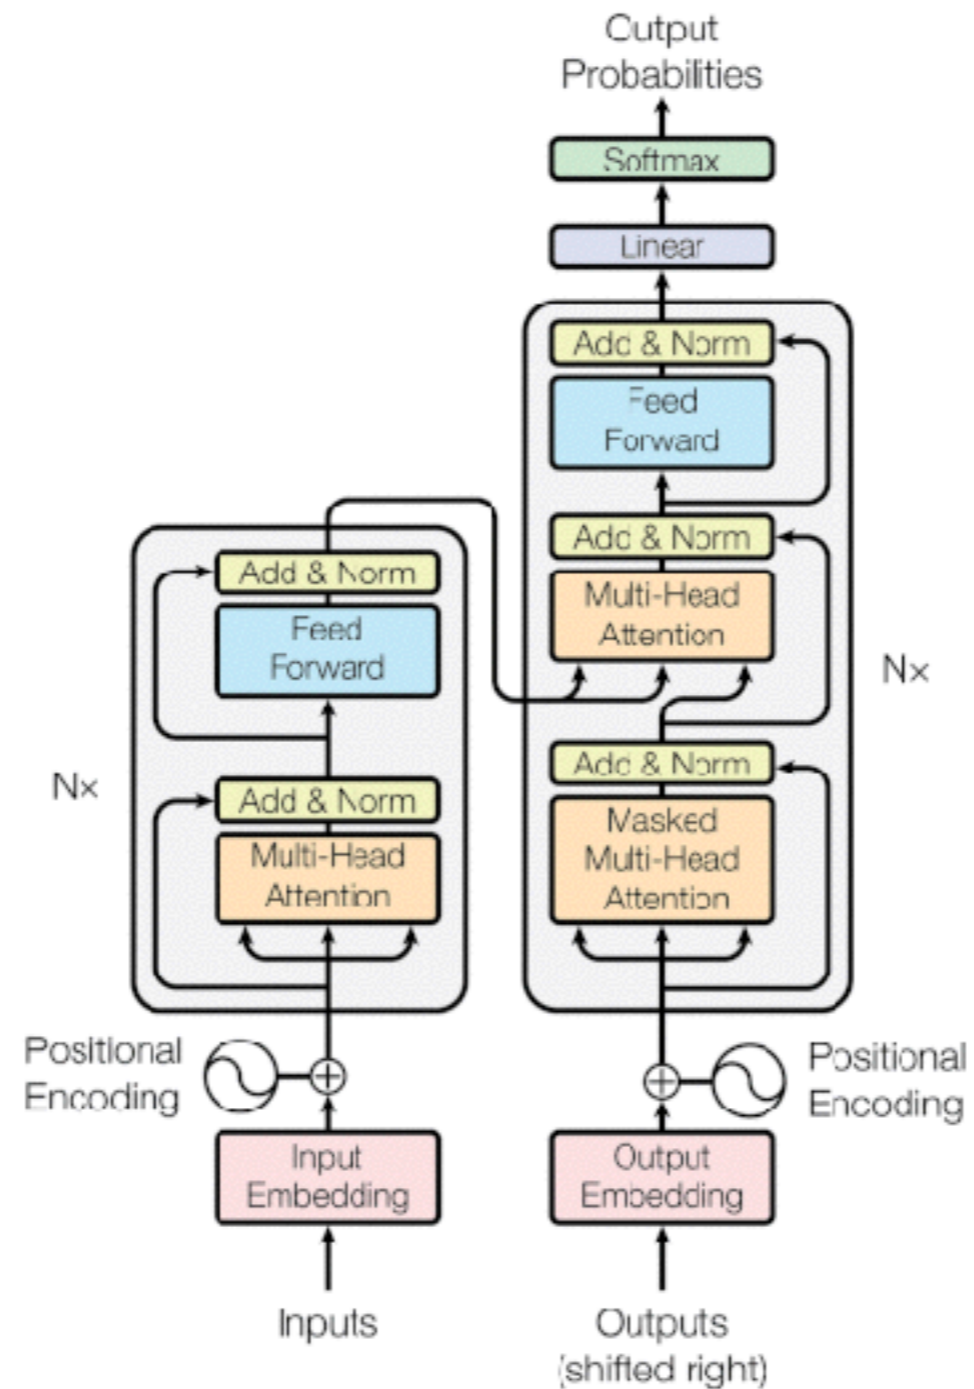 Output
Probabilities
Softmax
Linear
Add & Norm
Feed
Forward
Add & Norm
Multi-Head
Attention
Nx
Add & Norm
Masked
Multi-Head
Attention
Add & Norm
Feed
Forward
Nx
Add & Norm
Multi-Head
Attention
Positional
Encoding
Positional
Encoding
Input
Embedding
Output
Embedding
Inputs
Outputs
(shifted right)